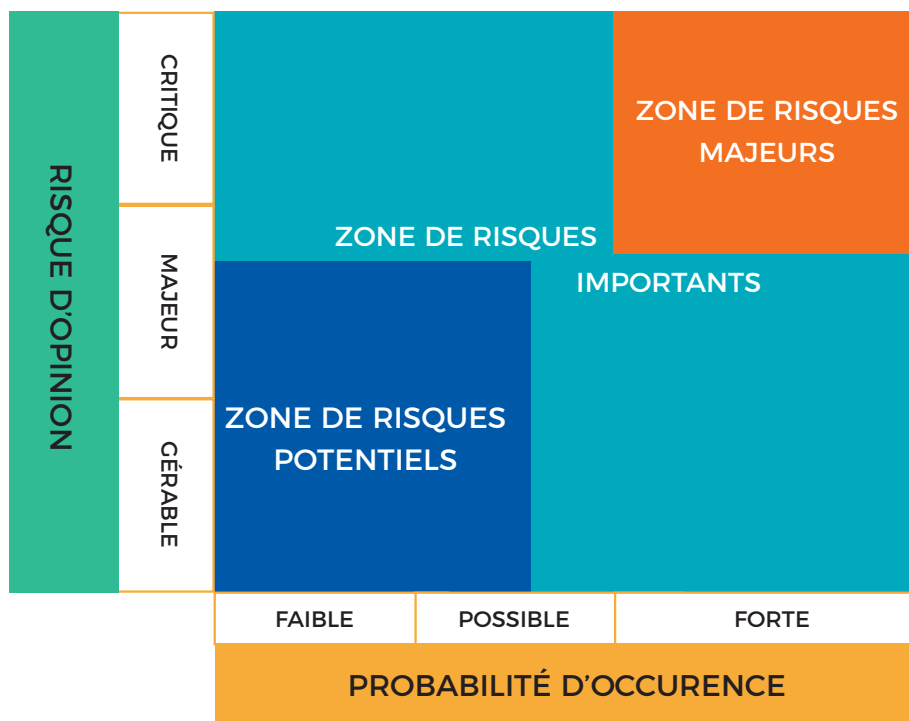 RISQUE D'OPINION
CRITIQUE
MAJEUR
GÉRABLE
ZONE DE RISQUES
MAJEURS
ZONE DE RISQUES
IMPORTANTS
ZONE DE RISQUES
POTENTIELS
FAIBLE
POSSIBLE
FORTE
PROBABILITÉ D’OCCURENCE